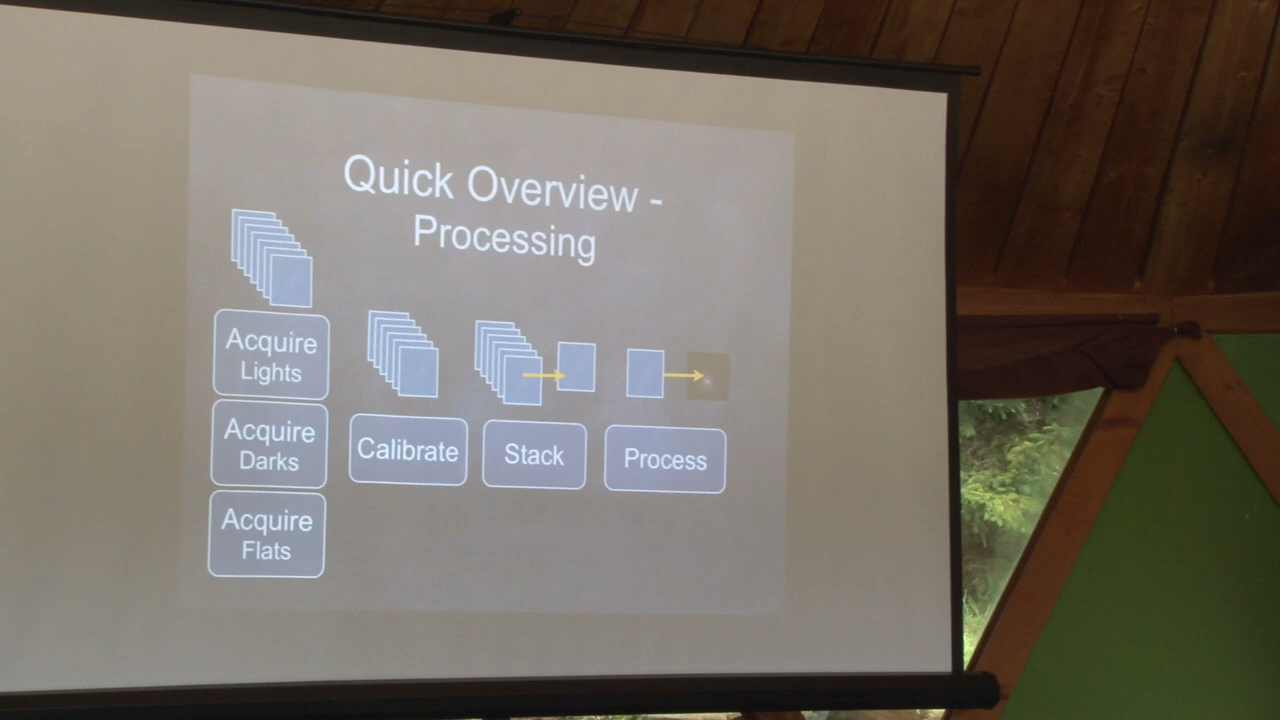 Quick Overview -
Processing
Acquire
Lights
Acquire
Darks
Acquire
Flats
Calibrate
Stack
Process